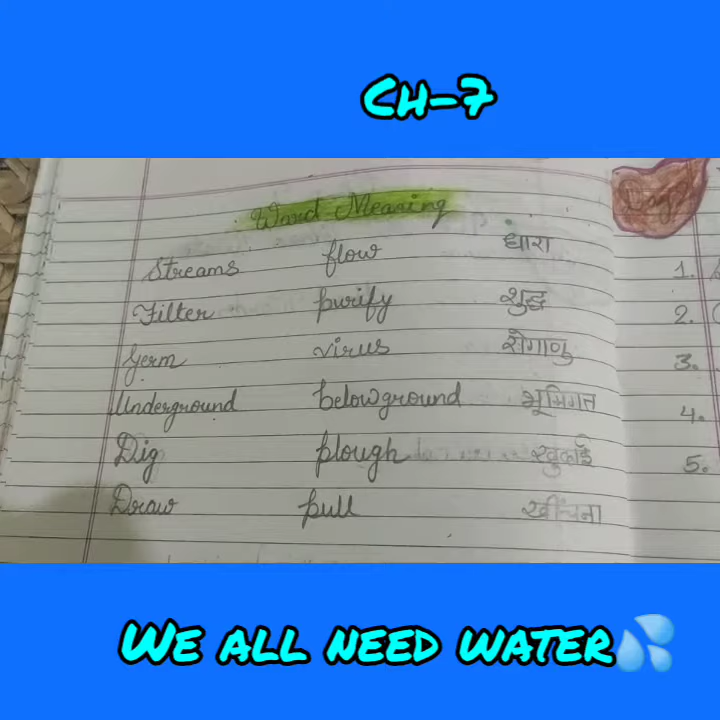 CH-7
Word Meaning
Streams flow धारा
Filter purify शुद्ध
Germ virus रोगाणु
Underground belowground भूमिगत
Dig plough खुदाई
Draw pull खींचना
1.
2.
3.
4.
5.
WE ALL NEED WATER💦